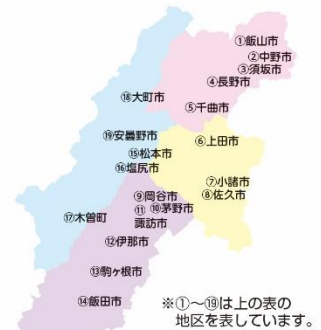 ①飯山市
②中野市
③須坂市
④長野市
⑤千曲市
⑱大町市
⑥上田市
⑲安曇野市
⑮松本市
⑯塩尻市
⑦小諸市
⑧佐久市
⑨岡谷市
⑩茅野市
⑪
諏訪市
⑰木曽町
⑫伊那市
⑬駒ヶ根市
⑭飯田市
※①～⑲は上の表の
地区を表しています。